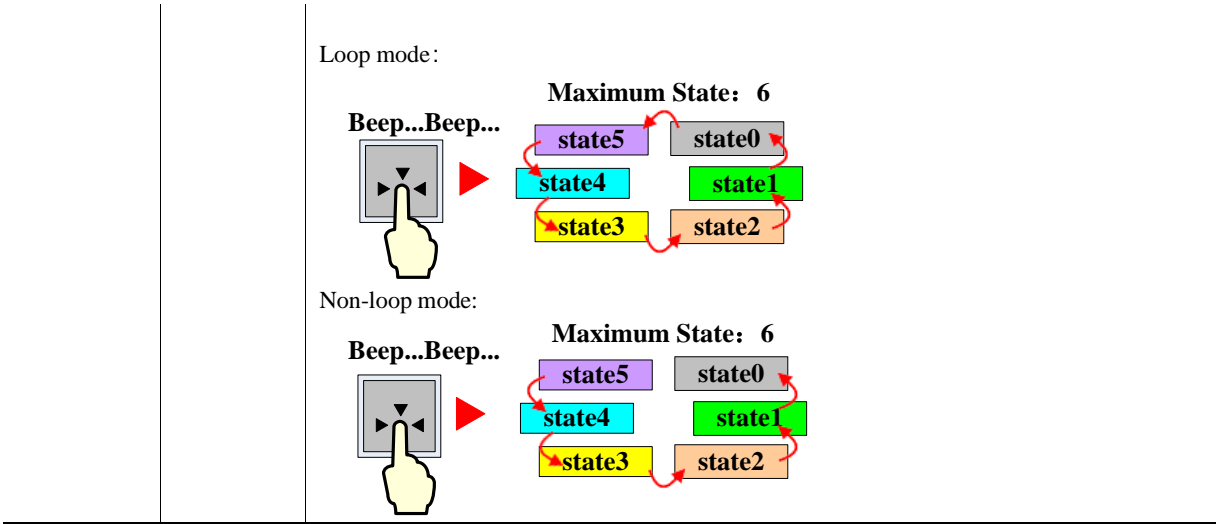 Loop mode：
Maximum State：6
Beep...Beep...
state5 state0
state4 state1
state3 state2
Non-loop mode:
Maximum State：6
Beep...Beep...
state5 state0
state4 state1
state3 state2